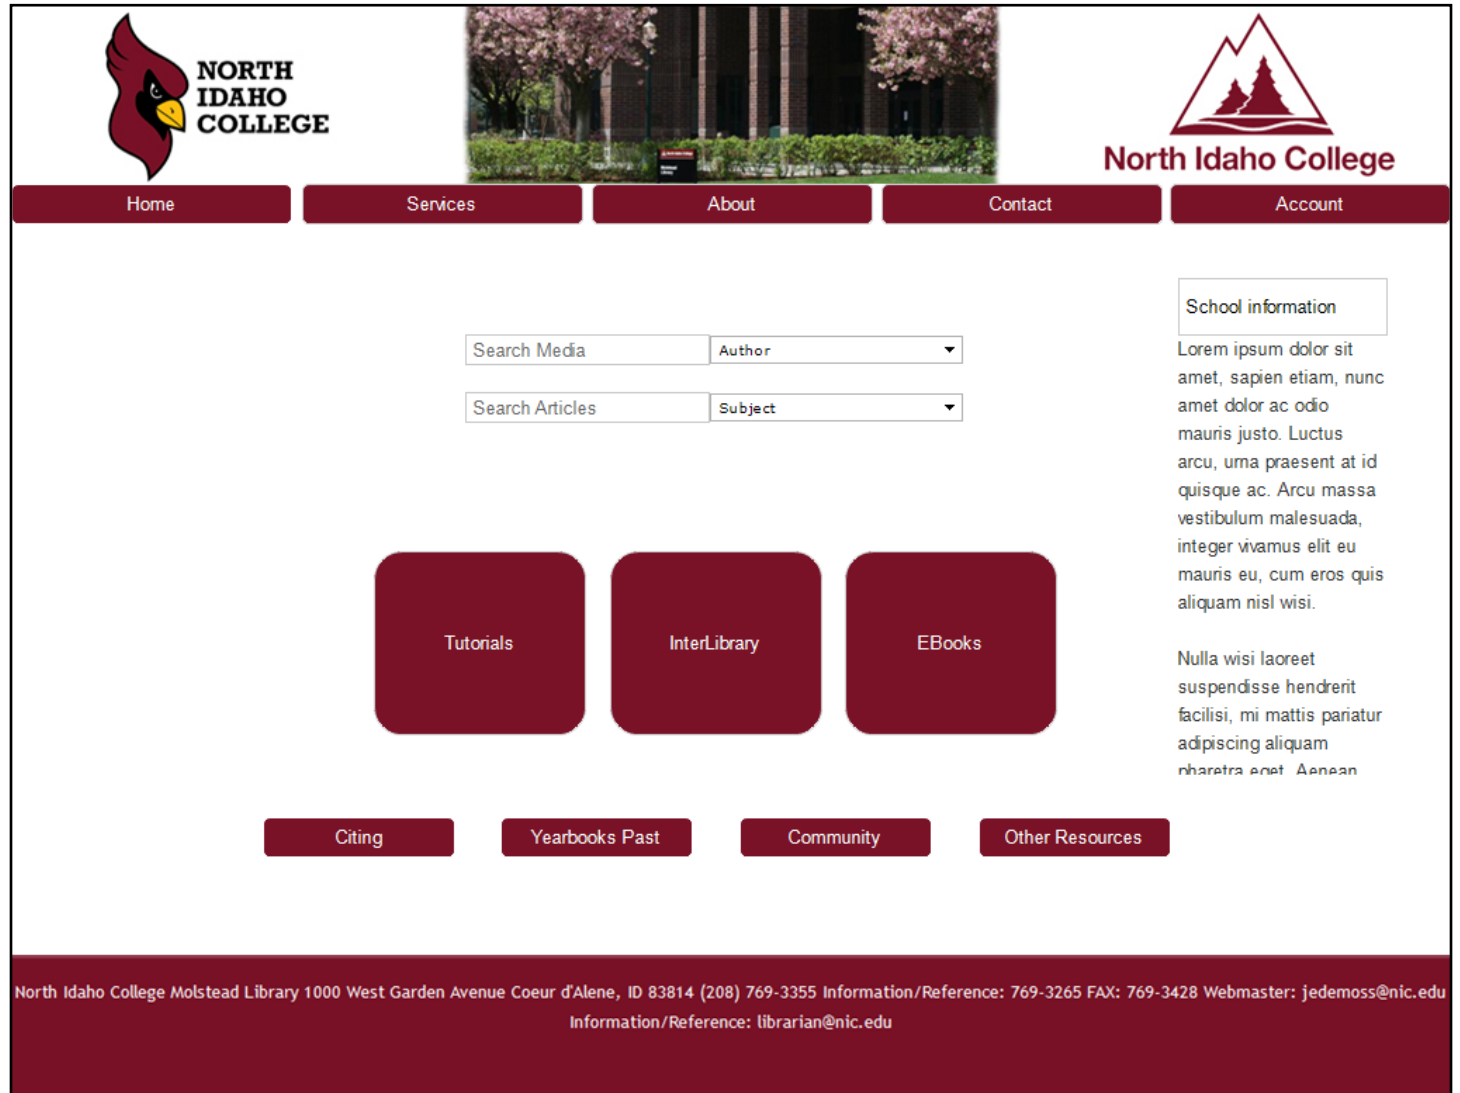 NORTH
IDAHO
COLLEGE
North Idaho College
Home Services About Contact Account
School information
Search Media Author
Search Articles Subject
Lorem ipsum dolor sit
amet, sapien etiam, nunc
amet dolor ac odio
mauris justo. Luctus
arcu, urna praesent at id
quisque ac. Arcu massa
vestibulum malesuada,
integer vivamus elit eu
mauris eu, cum eros quis
aliquam nisl wisi.
Nulla wisi laoreet
suspendisse hendrerit
facilisi, mi mattis pariatur
adipiscing aliquam
pharetra eget. Aenean
Tutorials InterLibrary EBooks
Citing Yearbooks Past Community Other Resources
North Idaho College Molstead Library 1000 West Garden Avenue Coeur d'Alene, ID 83814 (208) 769-3355 Information/Reference: 769-3265 FAX: 769-3428 Webmaster: jedemoss@nic.edu
Information/Reference: librarian@nic.edu